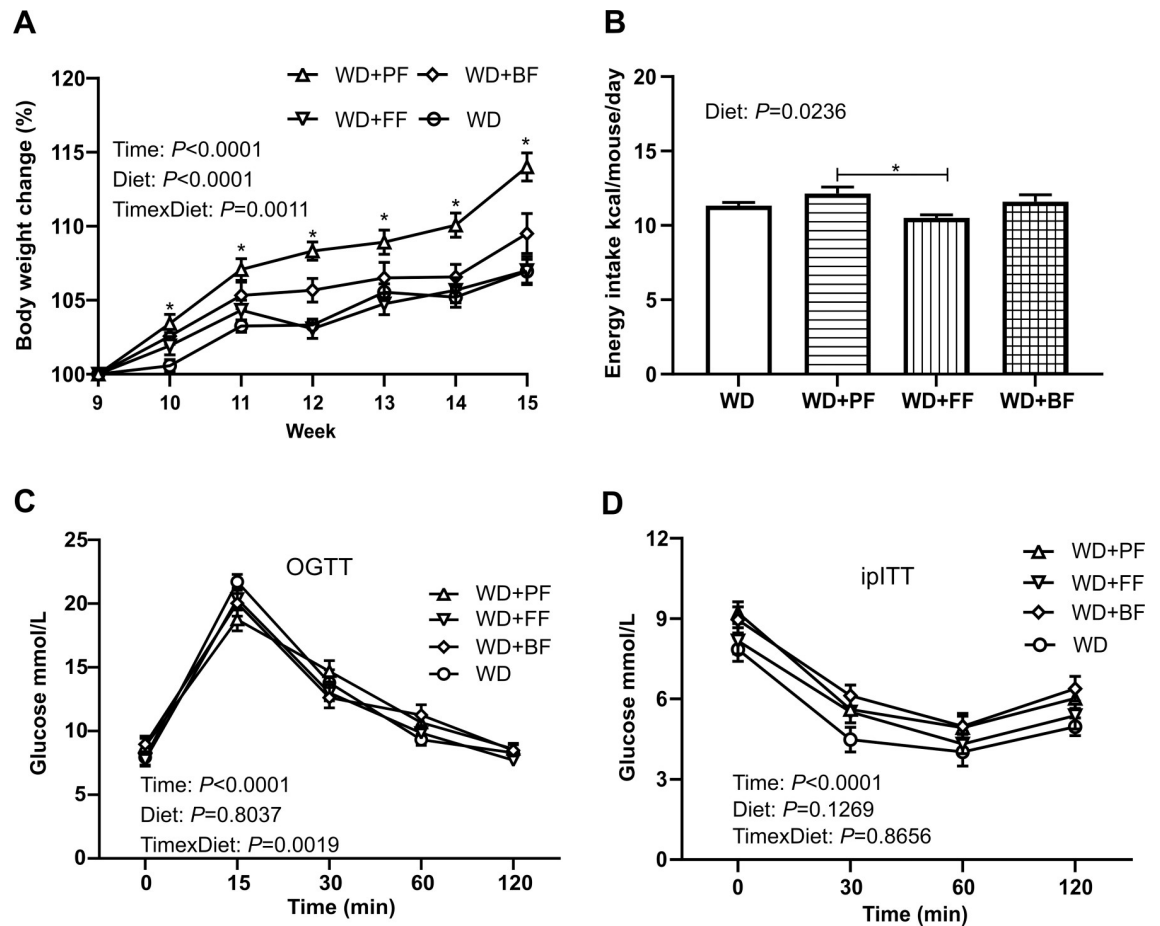 A
WD+PF
WD+BF
WD+FF
WD
Body weight change (%)
120
115
110
105
100
Time: P<0.0001
Diet: P<0.0001
TimexDiet: P=0.0011
*
*
*
*
*
*
9
10
11
12
13
14
15
Week
B
Energy intake kcal/mouse/day
20
15
10
5
0
Diet: P=0.0236
*
WD
WD+PF
WD+FF
WD+BF
C
OGTT
Glucose mmol/L
25
20
15
10
5
0
WD+PF
WD+FF
WD+BF
WD
Time: P<0.0001
Diet: P=0.8037
TimexDiet: P=0.0019
0
15
30
60
120
Time (min)
D
ipITT
Glucose mmol/L
12
9
6
3
0
WD+PF
WD+FF
WD+BF
WD
Time: P<0.0001
Diet: P=0.1269
TimexDiet: P=0.8656
0
30
60
120
Time (min)